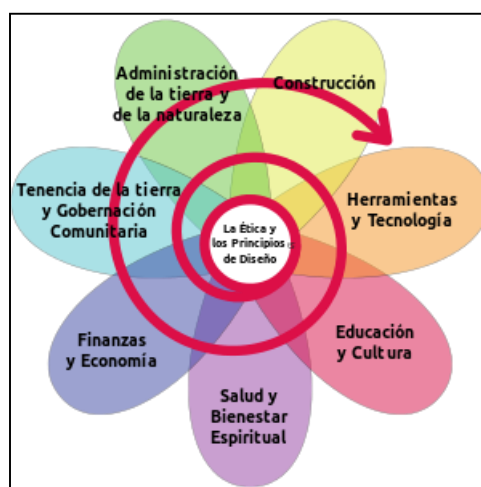 Administración
de la tierra y
de la naturaleza
Construcción
Herramientas
y Tecnología
Educación
y Cultura
Salud y
Bienestar
Espiritual
Finanzas
y Economía
Tenencia de la tierra
y Gobernación
Comunitaria
La Ética y
los Principios
de Diseño